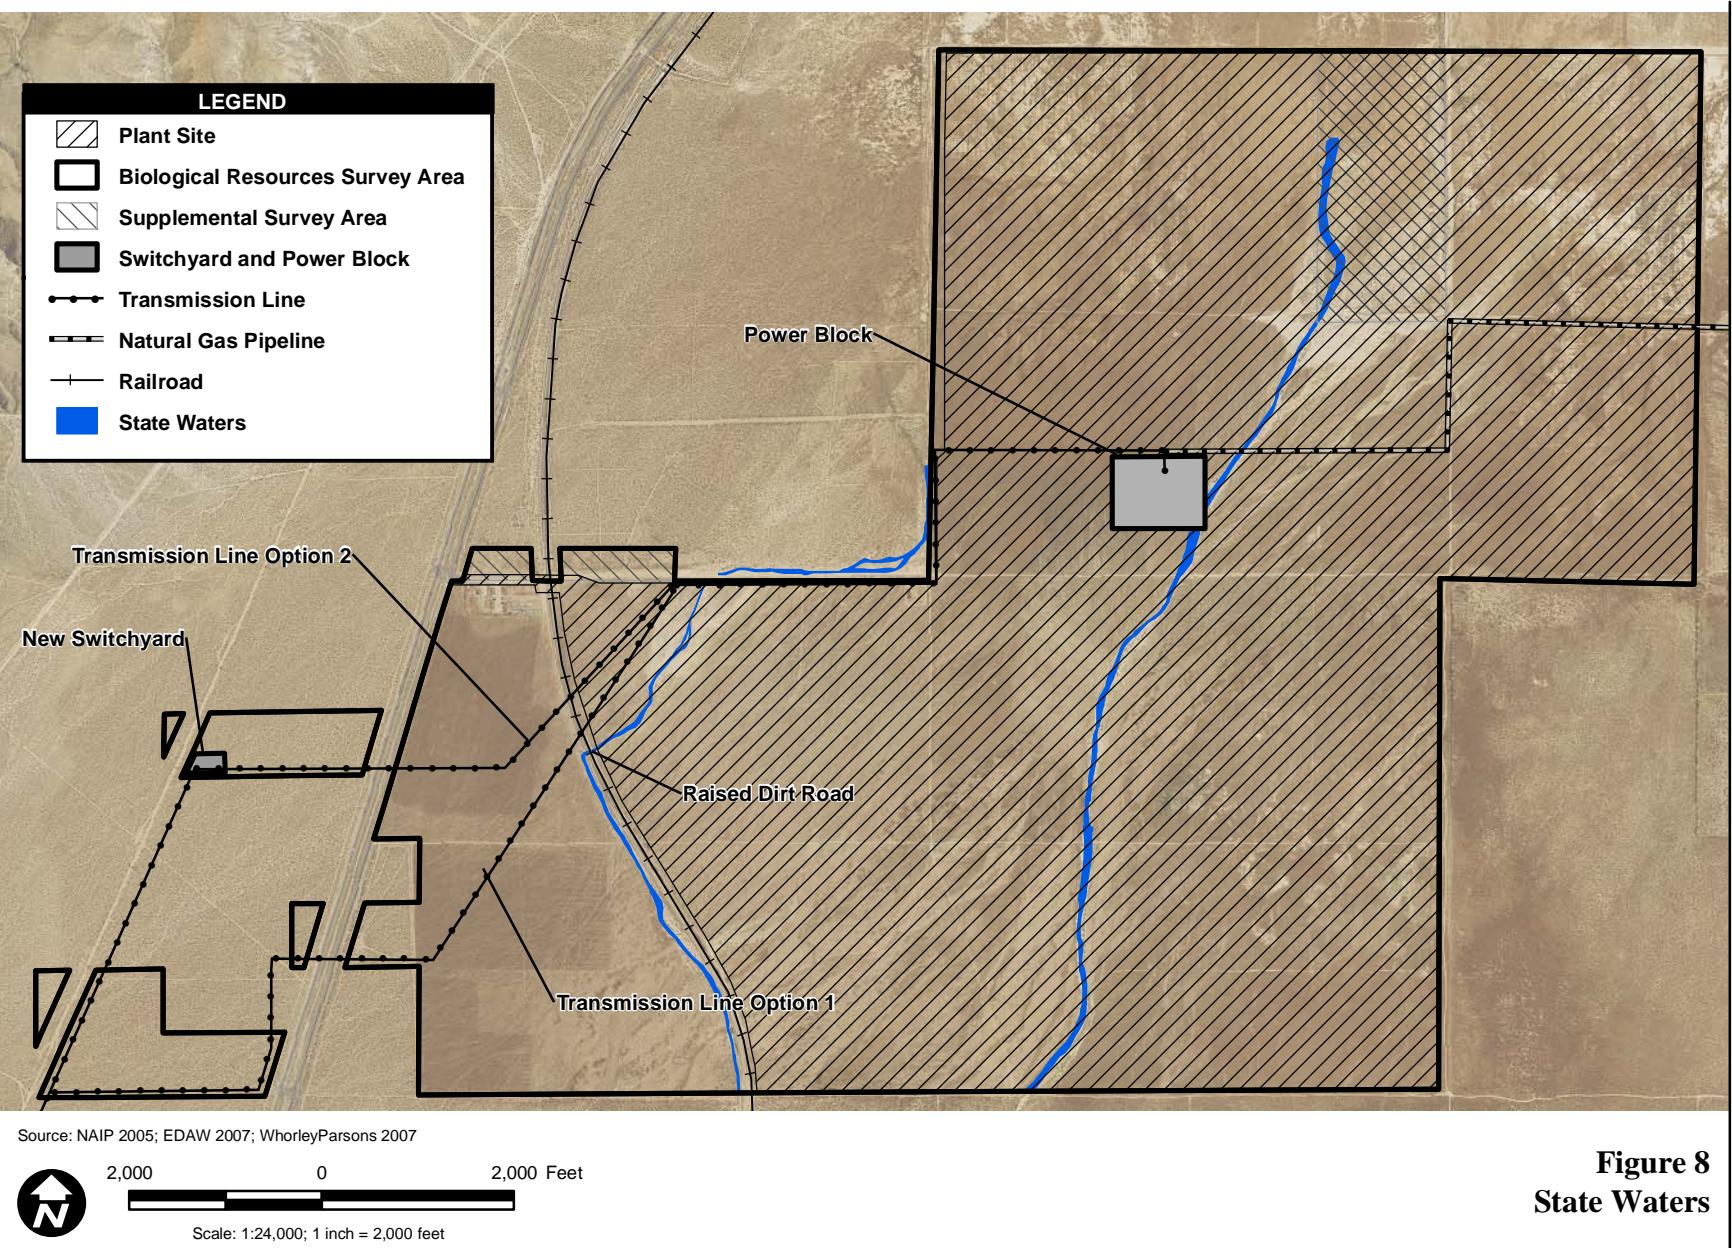 LEGEND
Plant Site
Biological Resources Survey Area
Supplemental Survey Area
Switchyard and Power Block
Transmission Line
Natural Gas Pipeline
Railroad
State Waters
Power Block
Transmission Line Option 2
New Switchyard
Raised Dirt Road
Transmission Line Option 1
Source: NAIP 2005; EDAW 2007; WhorleyParsons 2007
2,000 0 2,000 Feet
N
Scale: 1:24,000; 1 inch = 2,000 feet
Figure 8
State Waters